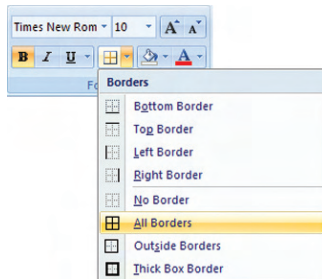 Times New Rom 10 A A
B I U A
Fo
Borders
Bottom Border
Top Border
Left Border
Right Border
No Border
All Borders
Outside Borders
Thick Box Border